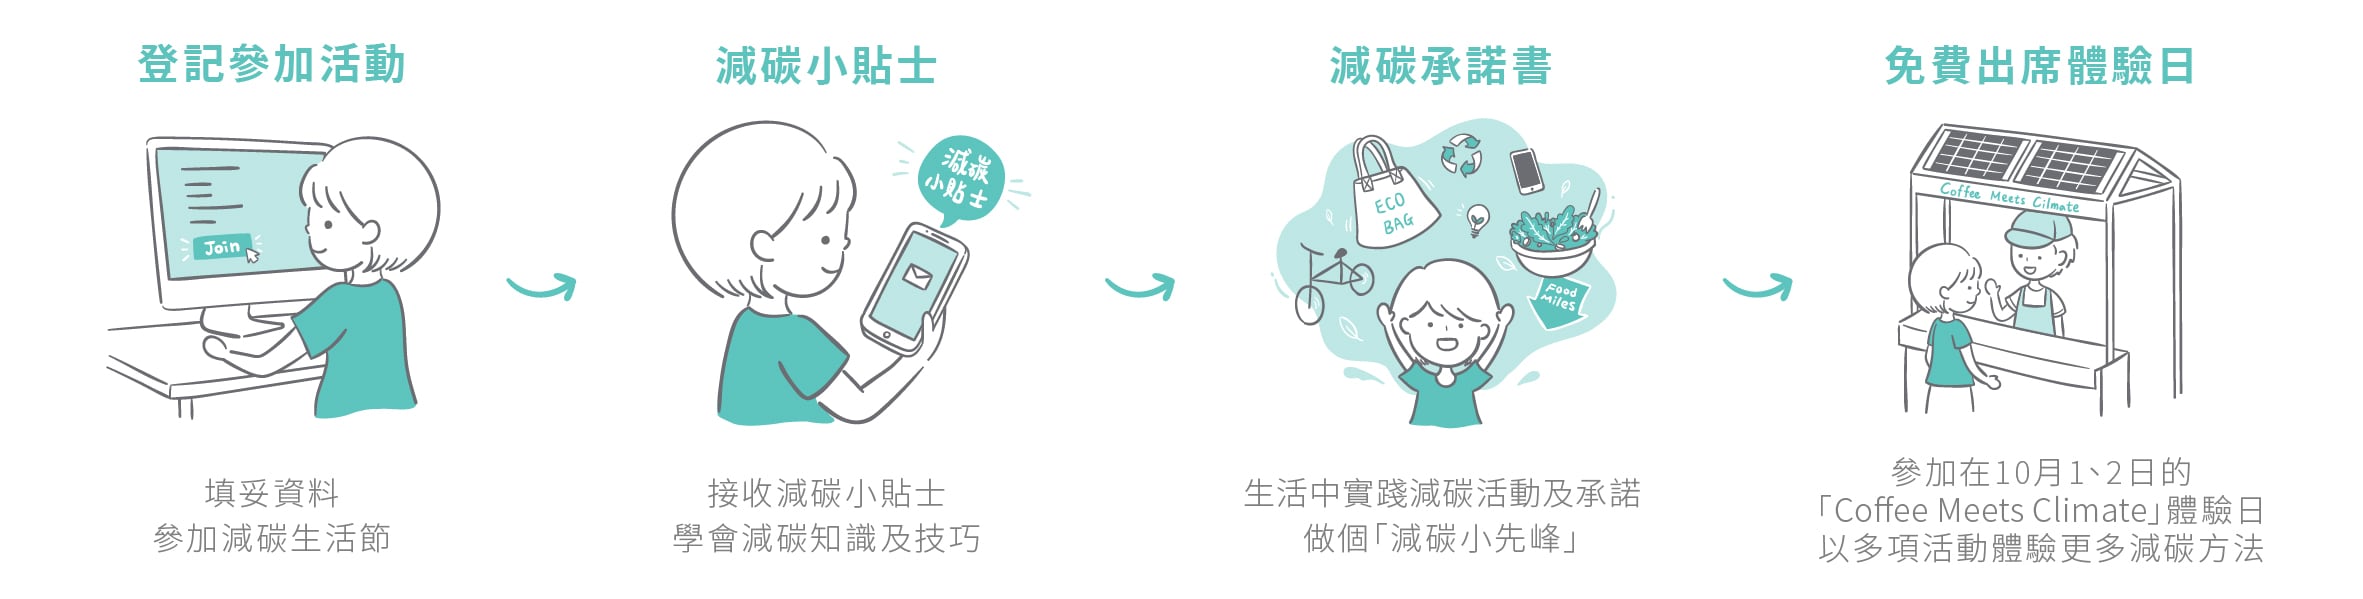 登記參加活動
Join
填妥資料
參加減碳生活節
減碳小貼士
減碳
小貼士
接收減碳小貼士
學會減碳知識及技巧
減碳承諾書
ECO
BAG
Food
Miles
生活中實踐減碳活動及承諾
做個「減碳小先峰」
免費出席體驗日
Coffee Meets Cilmate
參加在10月1、2日的
「Coffee Meets Climate」體驗日
以多項活動體驗更多減碳方法